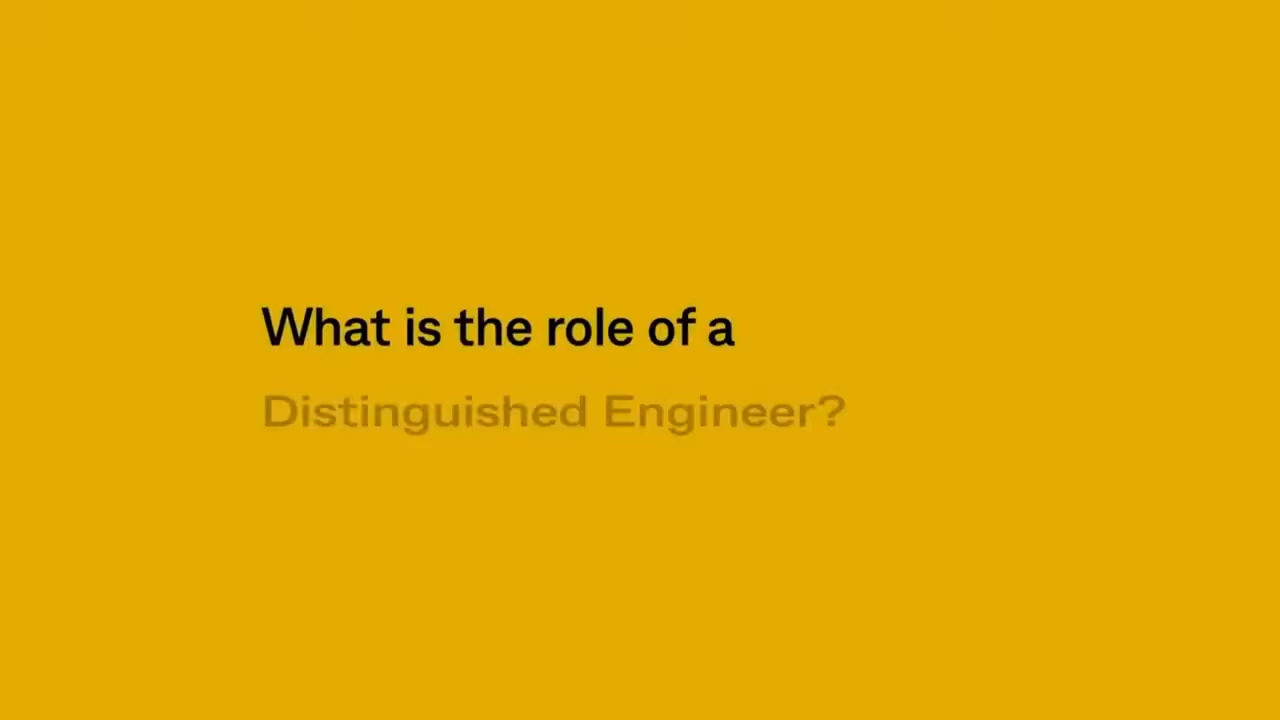 What is the role of a
Distinguished Engineer?